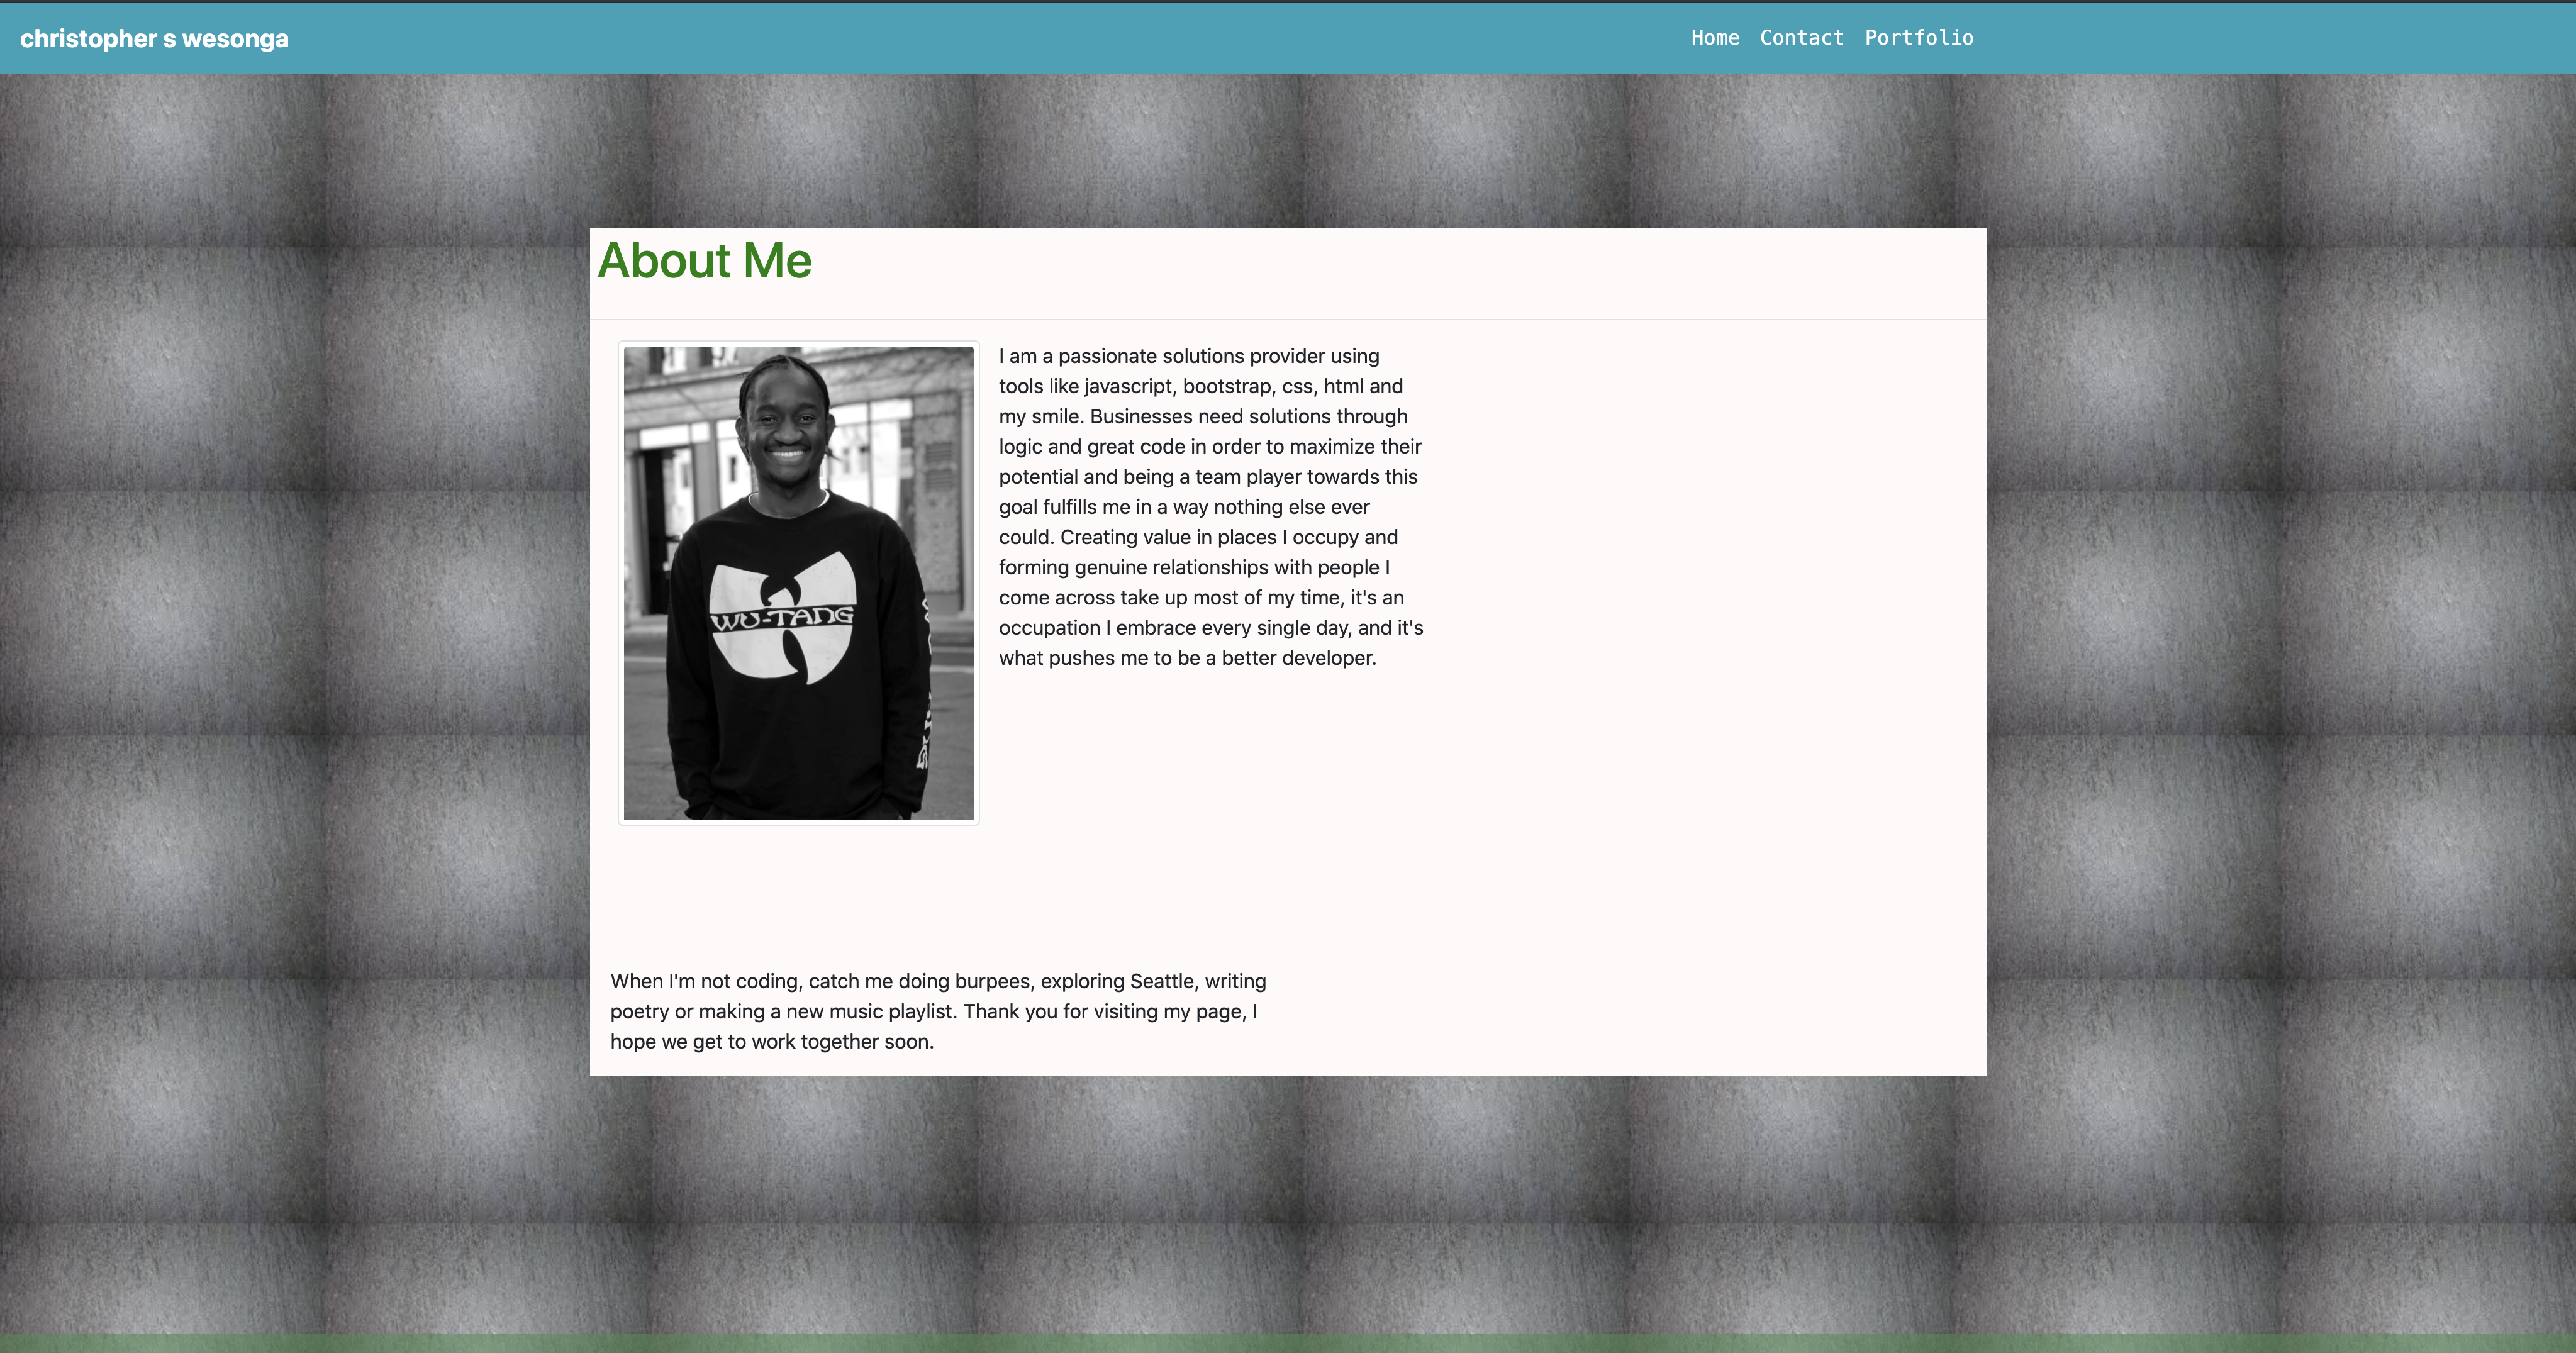 christopher s wesonga
Home Contact Portfolio
About Me
I am a passionate solutions provider using
tools like javascript, bootstrap, css, html and
my smile. Businesses need solutions through
logic and great code in order to maximize their
potential and being a team player towards this
goal fulfills me in a way nothing else ever
could. Creating value in places I occupy and
forming genuine relationships with people I
come across take up most of my time, it's an
occupation I embrace every single day, and it's
what pushes me to be a better developer.
WU-TANG
When I'm not coding, catch me doing burpees, exploring Seattle, writing
poetry or making a new music playlist. Thank you for visiting my page, I
hope we get to work together soon.